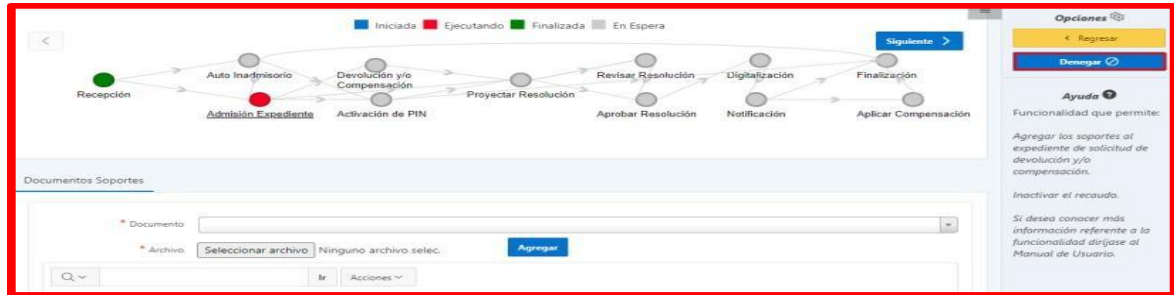 Iniciada Ejecutando Finalizada En Espera
Siguiente >
Auto Inadmisorio
Devolución y/o
Compensación
Revisar Resolución
Digitalización
Finalización
Recepción
Proyectar Resolución
Admisión Expediente
Activación de PIN
Aprobar Resolución
Notificación
Aplicar Compensación
Documentos Soportes
* Documento
* Archivo Seleccionar archivo Ninguno archivo selec. Agregar
Ir Acciones
Opciones
< Regresar
Denegar
Ayuda
Funcionalidad que permite:
Agregar los soportes al
expediente de solicitud de
devolución y/o
compensación.
Inactivar el recaudo.
Si desea conocer más
información referente a la
funcionalidad diríjase al
Manual de Usuario.